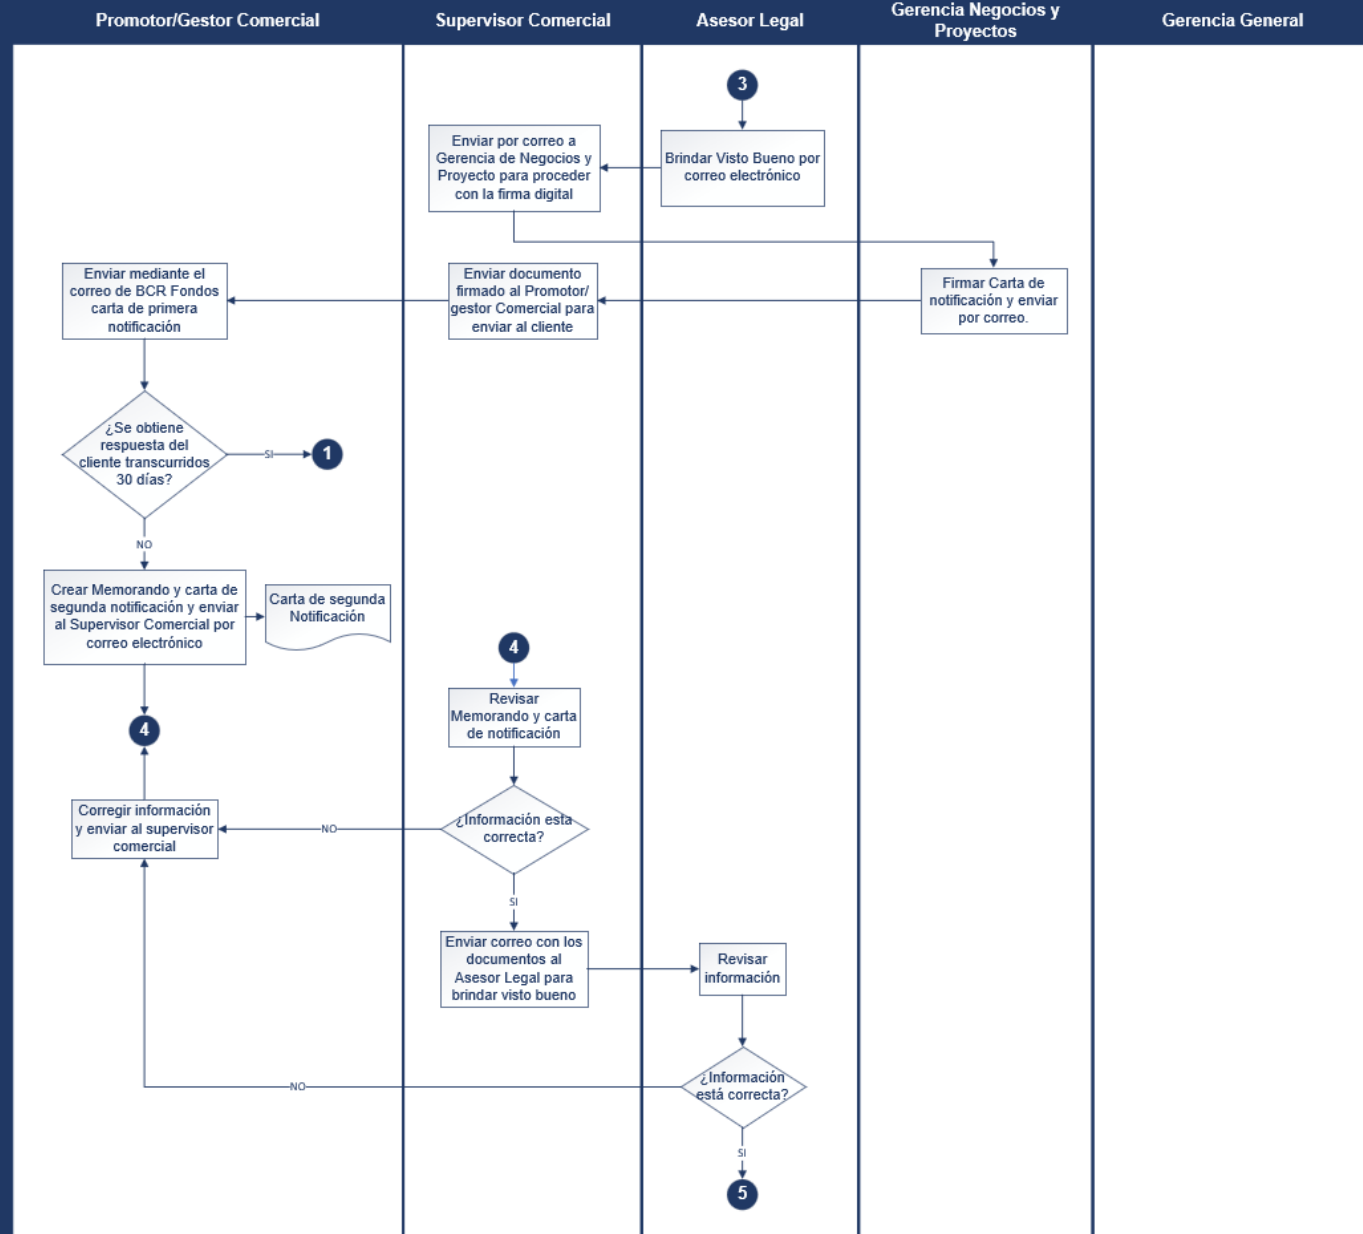 Promotor/Gestor Comercial
Supervisor Comercial
Asesor Legal
Gerencia Negocios y
Proyectos
Gerencia General
3
Enviar por correo a
Gerencia de Negocios y
Proyecto para proceder
con la firma digital
Brindar Visto Bueno por
correo electrónico
Enviar mediante el
correo de BCR Fondos
carta de primera
notificación
Enviar documento
firmado al Promotor/
gestor Comercial para
enviar al cliente
Firmar Carta de
notificación y enviar
por correo.
¿Se obtiene
respuesta del
cliente transcurridos
30 días?
SI
1
NO
Crear Memorando y carta de
segunda notificación y enviar
al Supervisor Comercial por
correo electrónico
Carta de segunda
Notificación
4
Revisar
Memorando y carta
de notificación
4
Corregir información
y enviar al supervisor
comercial
NO
¿Información esta
correcta?
SI
Enviar correo con los
documentos al
Asesor Legal para
brindar visto bueno
Revisar
información
NO
¿Información
está correcta?
SI
5